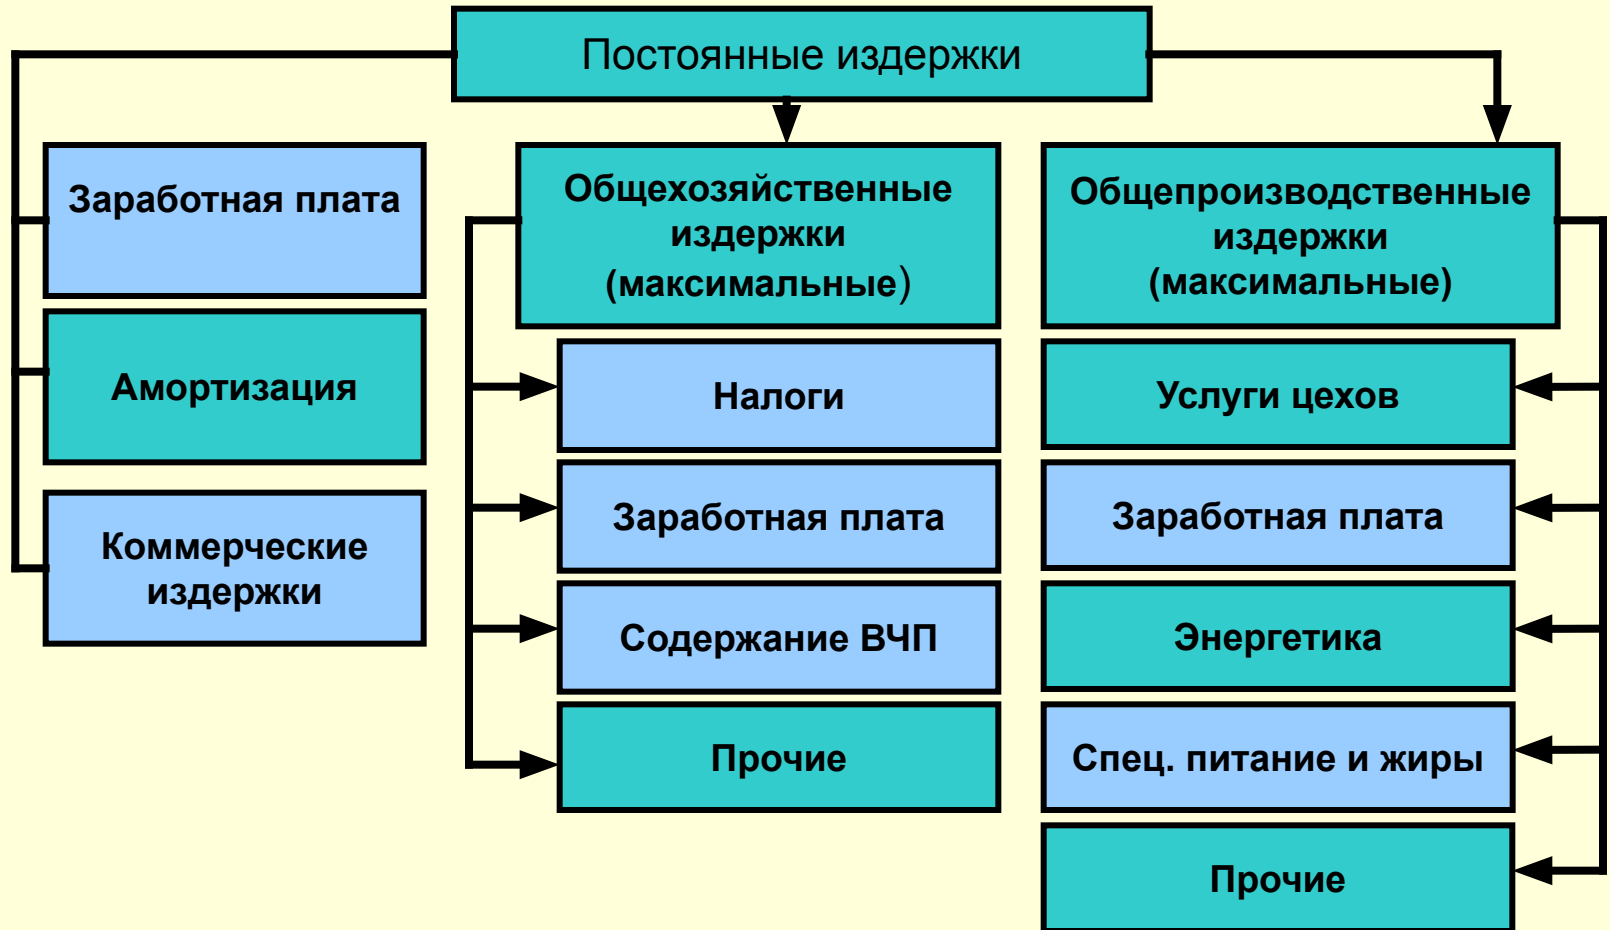 Постоянные издержки
Заработная плата
Амортизация
Коммерческие
издержки
Общехозяйственные
издержки
(максимальные)
Налоги
Заработная плата
Содержание ВЧП
Прочие
Общепроизводственные
издержки
(максимальные)
Услуги цехов
Заработная плата
Энергетика
Спец. питание и жиры
Прочие